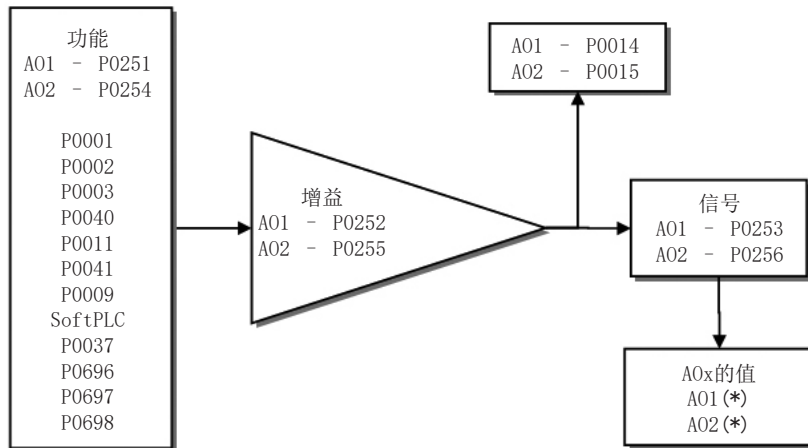 功能
AO1 - P0251
AO2 - P0254
P0001
P0002
P0003
P0040
P0011
P0041
P0009
SoftPLC
P0037
P0696
P0697
P0698
增益
AO1 - P0252
AO2 - P0255
AO1 - P0014
AO2 - P0015
信号
AO1 - P0253
AO2 - P0256
AOx的值
AO1(*)
AO2(*)